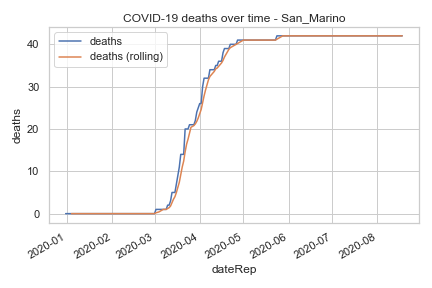 COVID-19 deaths over time - San_Marino
deaths
deaths (rolling)
deaths
40
30
20
10
0
2020-01
2020-02
2020-03
2020-04
2020-05
2020-06
2020-07
2020-08
dateRep